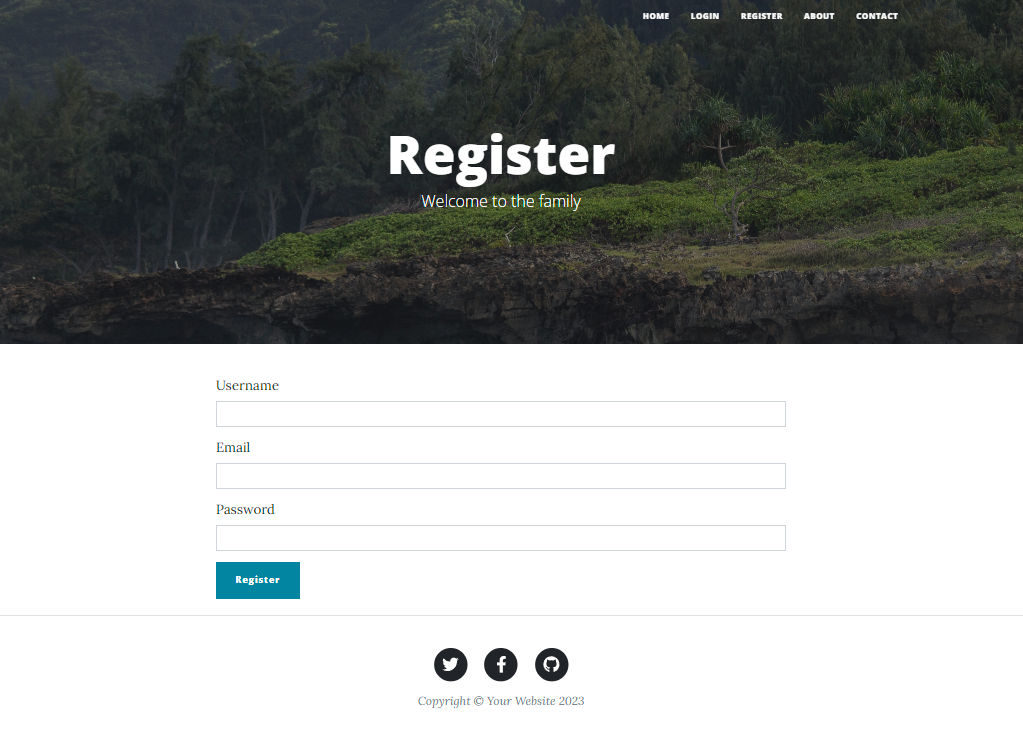 HOME LOGIN REGISTER ABOUT CONTACT
Register
Welcome to the family
Username
Email
Password
Register
Copyright © Your Website 2023